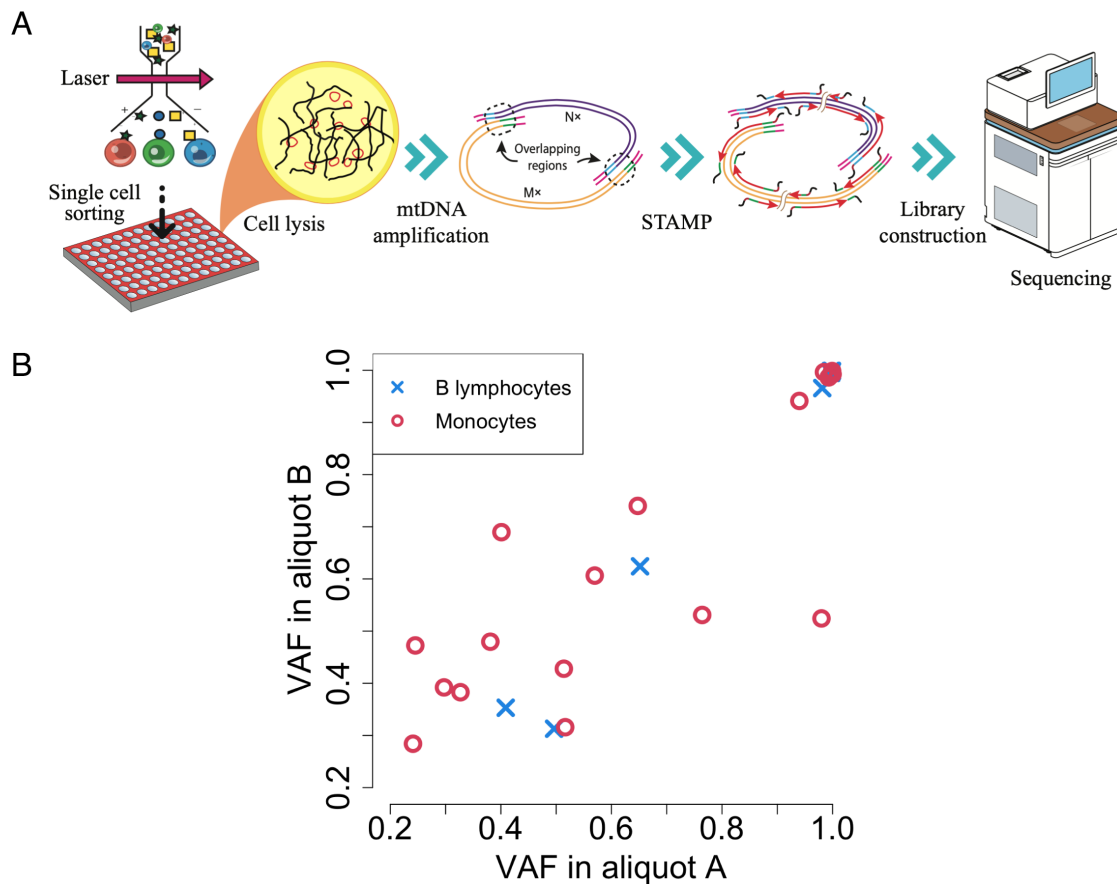 A
Laser
+
−
Single cell
sorting
Cell lysis
mtDNA
amplification
N×
Overlapping
regions
M×
STAMP
Library
construction
Sequencing
B
B lymphocytes
Monocytes
VAF in aliquot B
1.0
0.8
0.6
0.4
0.2
0.2 0.4 0.6 0.8 1.0
VAF in aliquot A